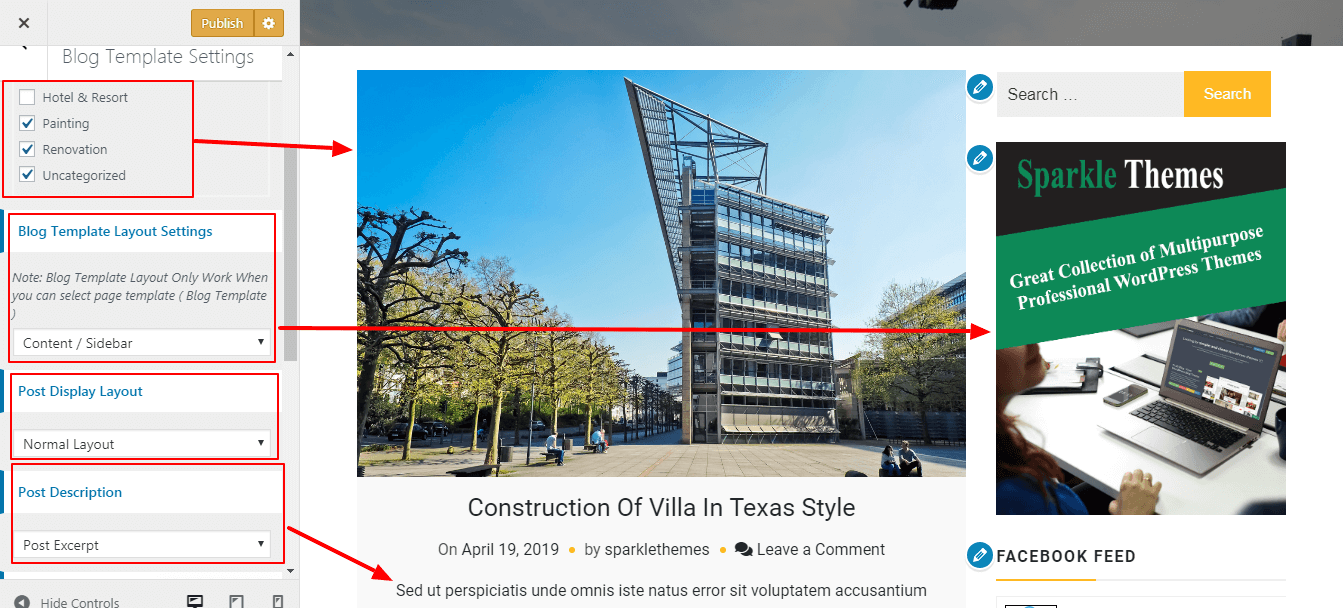 Publish
Blog Template Settings
Hotel & Resort
Painting
Renovation
Uncategorized
Blog Template Layout Settings
Note: Blog Template Layout Only Work When
you can select page template ( Blog Template
)
Content / Sidebar
Post Display Layout
Normal Layout
Post Description
Post Excerpt
Hide Controls
Construction Of Villa In Texas Style
On April 19, 2019 by sparklethemes Leave a Comment
Sed ut perspiciatis unde omnis iste natus error sit voluptatem accusantium
Search …
Search
Sparkle Themes
Great Collection of Multipurpose
Professional WordPress Themes
FACEBOOK FEED